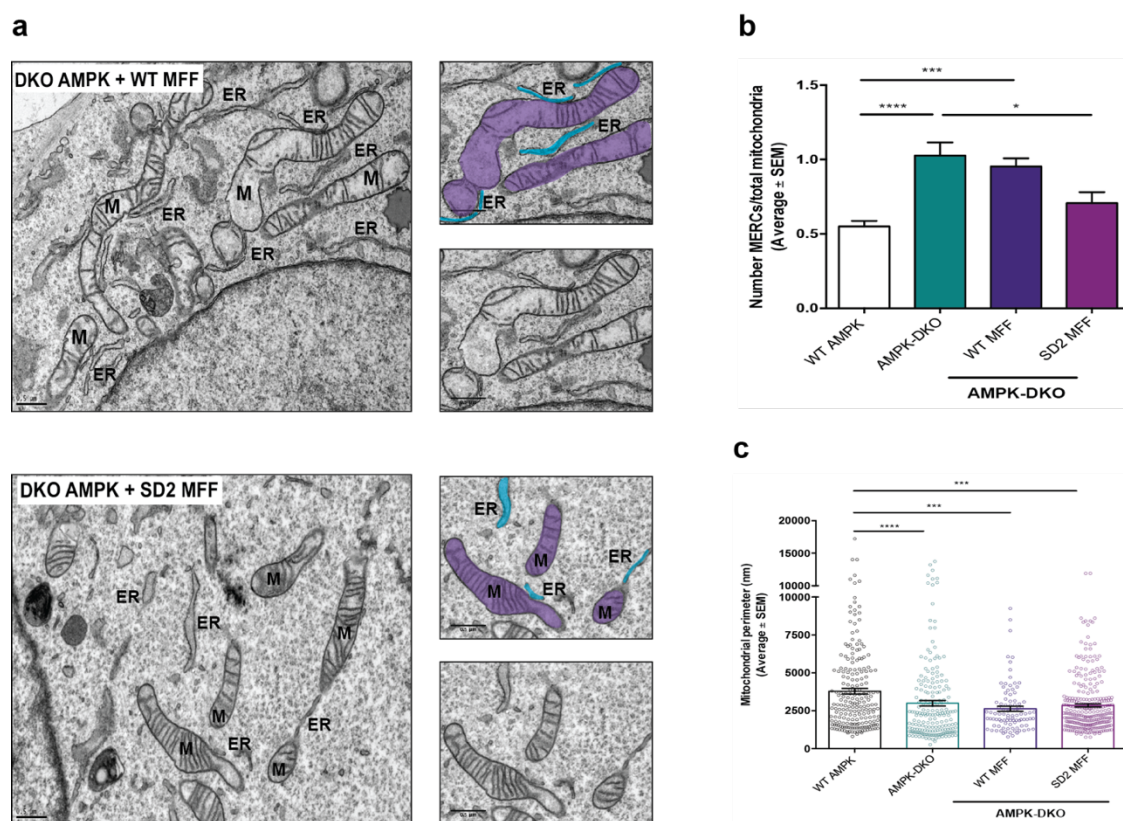 a
DKO AMPK + WT MFF
ER
ER
ER
M
M
ER
M
ER
ER
M
ER
0.5 µm
ER
ER
ER
DKO AMPK + SD2 MFF
M
ER
ER
M
M
M
ER
M
ER
M
ER
M
ER
M
ER
M
b
Number MERCs/total mitochondria
(Average ± SEM)
1.5
1.0
0.5
0.0
***
****
*
WT AMPK
AMPK-DKO
WT MFF
SD2 MFF
AMPK-DKO
c
Mitochondrial perimeter (nm)
(Average ± SEM)
20000
15000
10000
10000
7500
5000
2500
0
***
***
****
WT AMPK
AMPK-DKO
WT MFF
SD2 MFF
AMPK-DKO